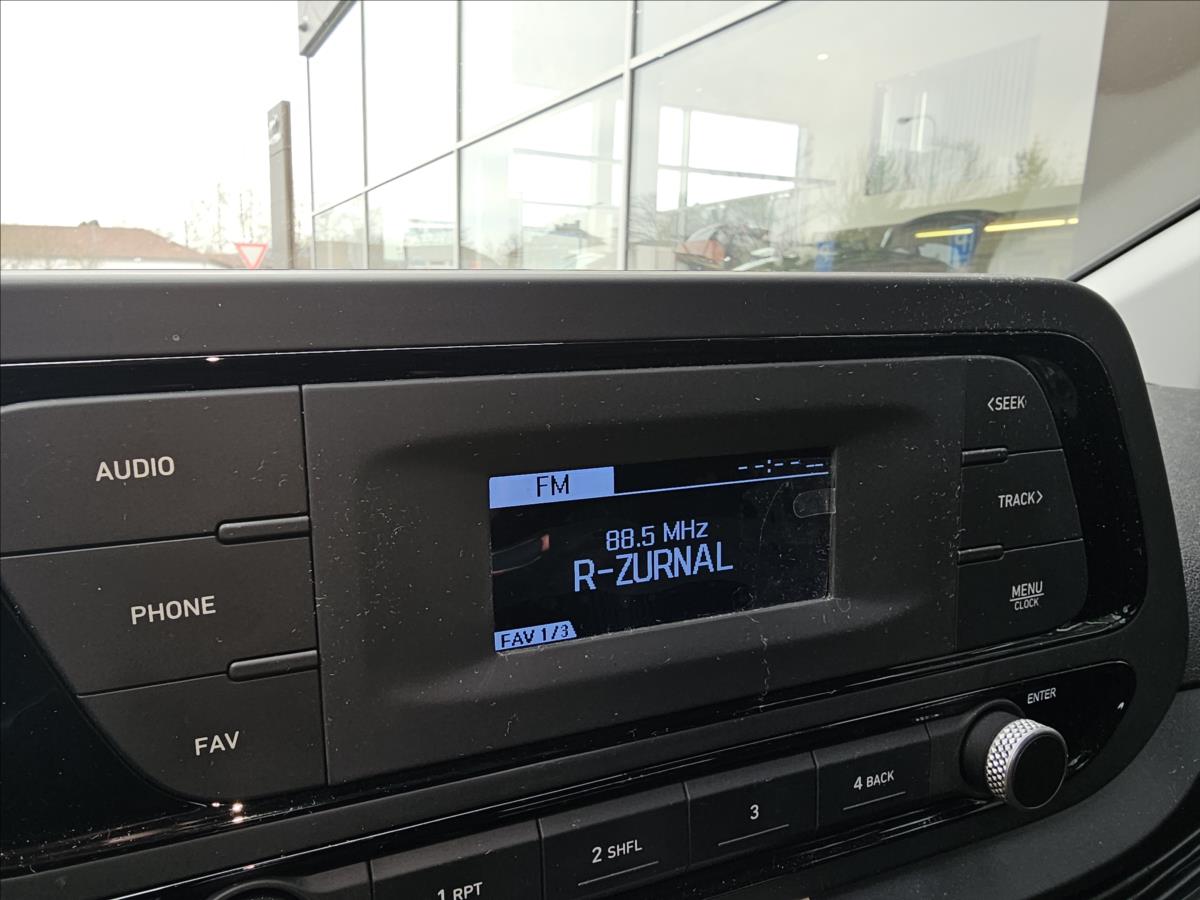 AUDIO
PHONE
FAV
FM
--:-- --
88.5 MHz
R-ZURNAL
FAV 1/3
<SEEK
TRACK>
MENU
CLOCK
ENTER
1 RPT
2 SHFL
3
4 BACK